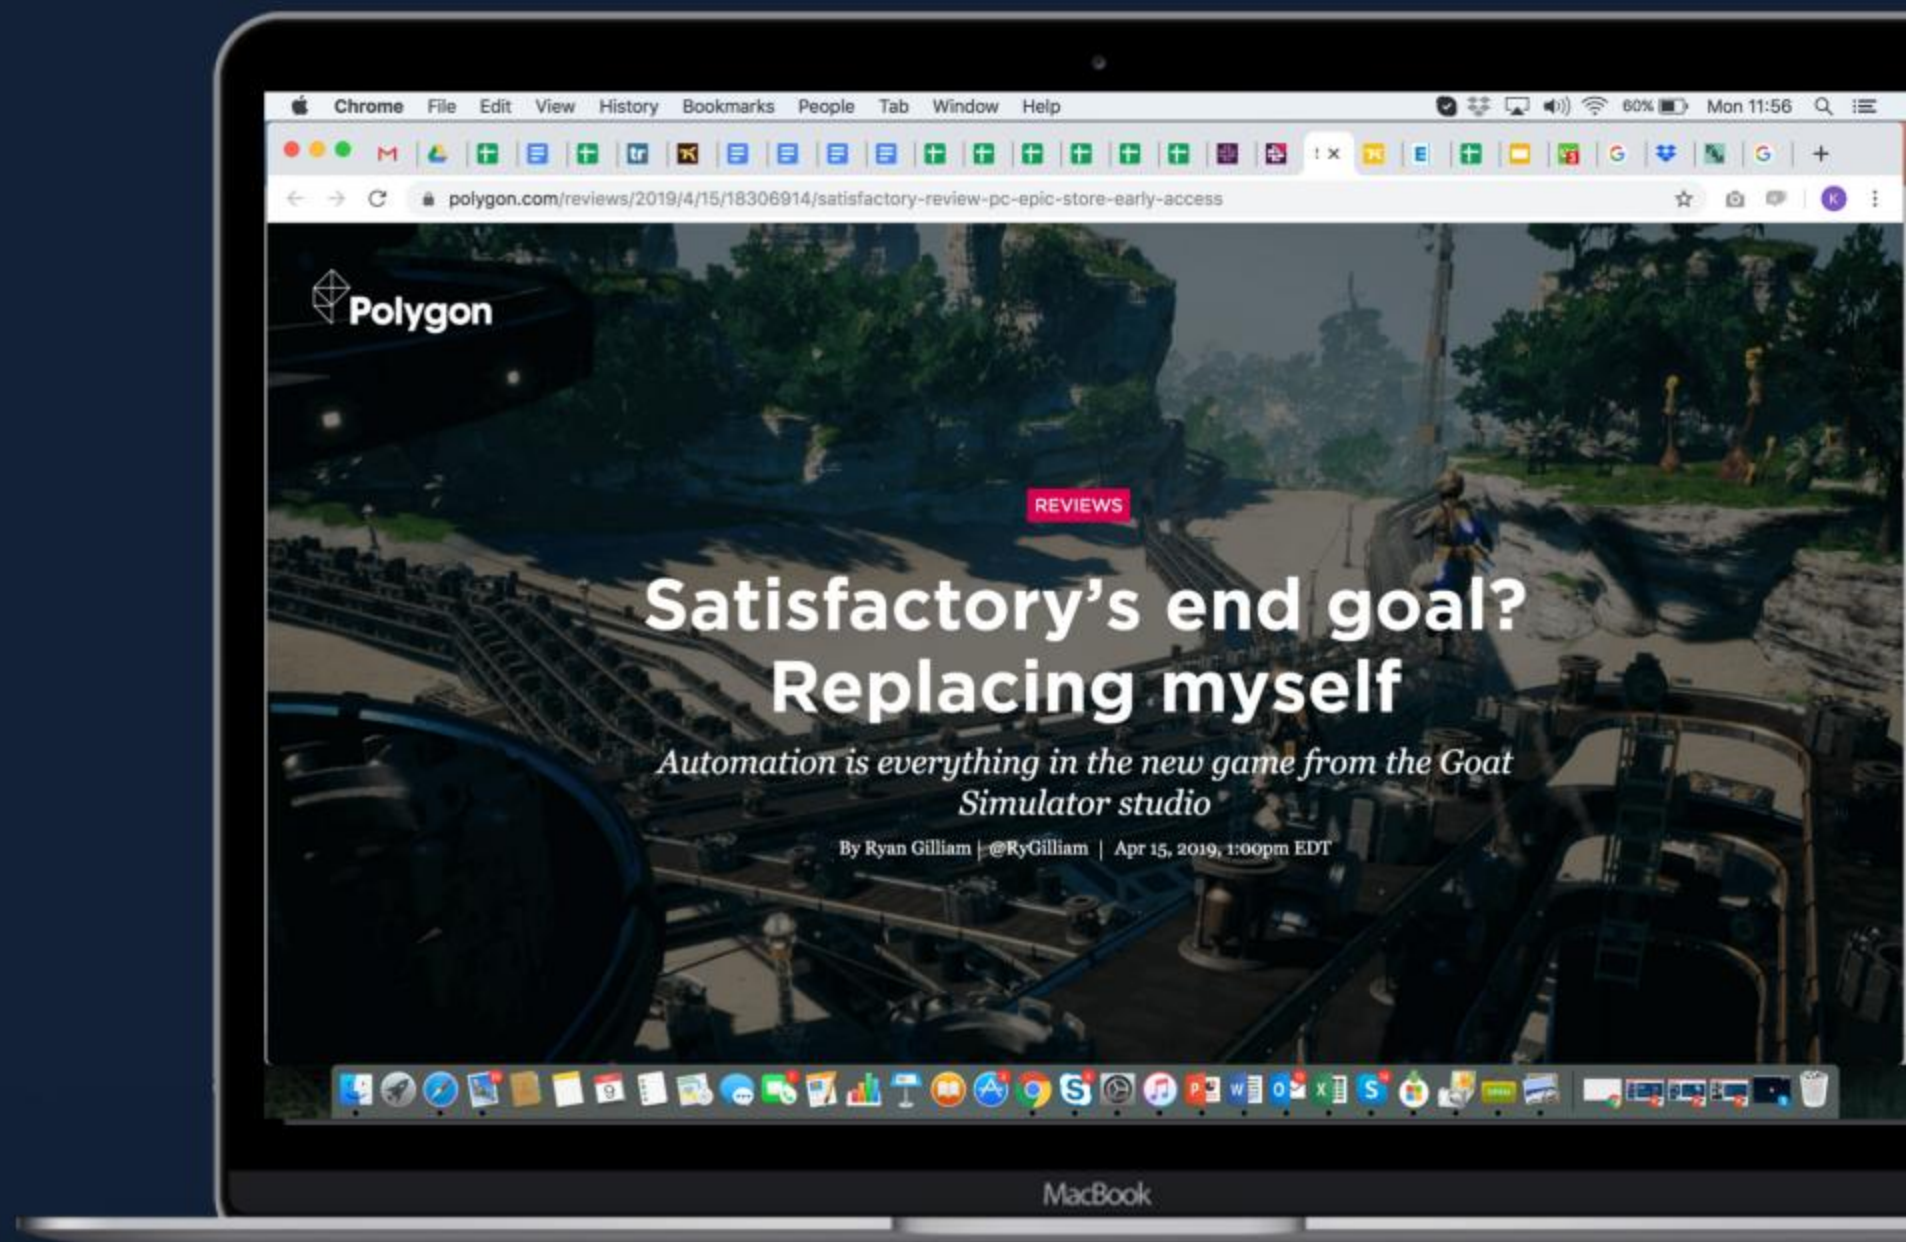 Chrome File Edit View History Bookmarks People Tab Window Help 60% Mon 11:56
polygon.com/reviews/2019/4/15/18306914/satisfactory-review-pc-epic-store-early-access
Polygon
REVIEWS
Satisfactory’s end goal?
Replacing myself
Automation is everything in the new game from the Goat
Simulator studio
By Ryan Gilliam | @RyGilliam | Apr 15, 2019, 1:00pm EDT
MacBook